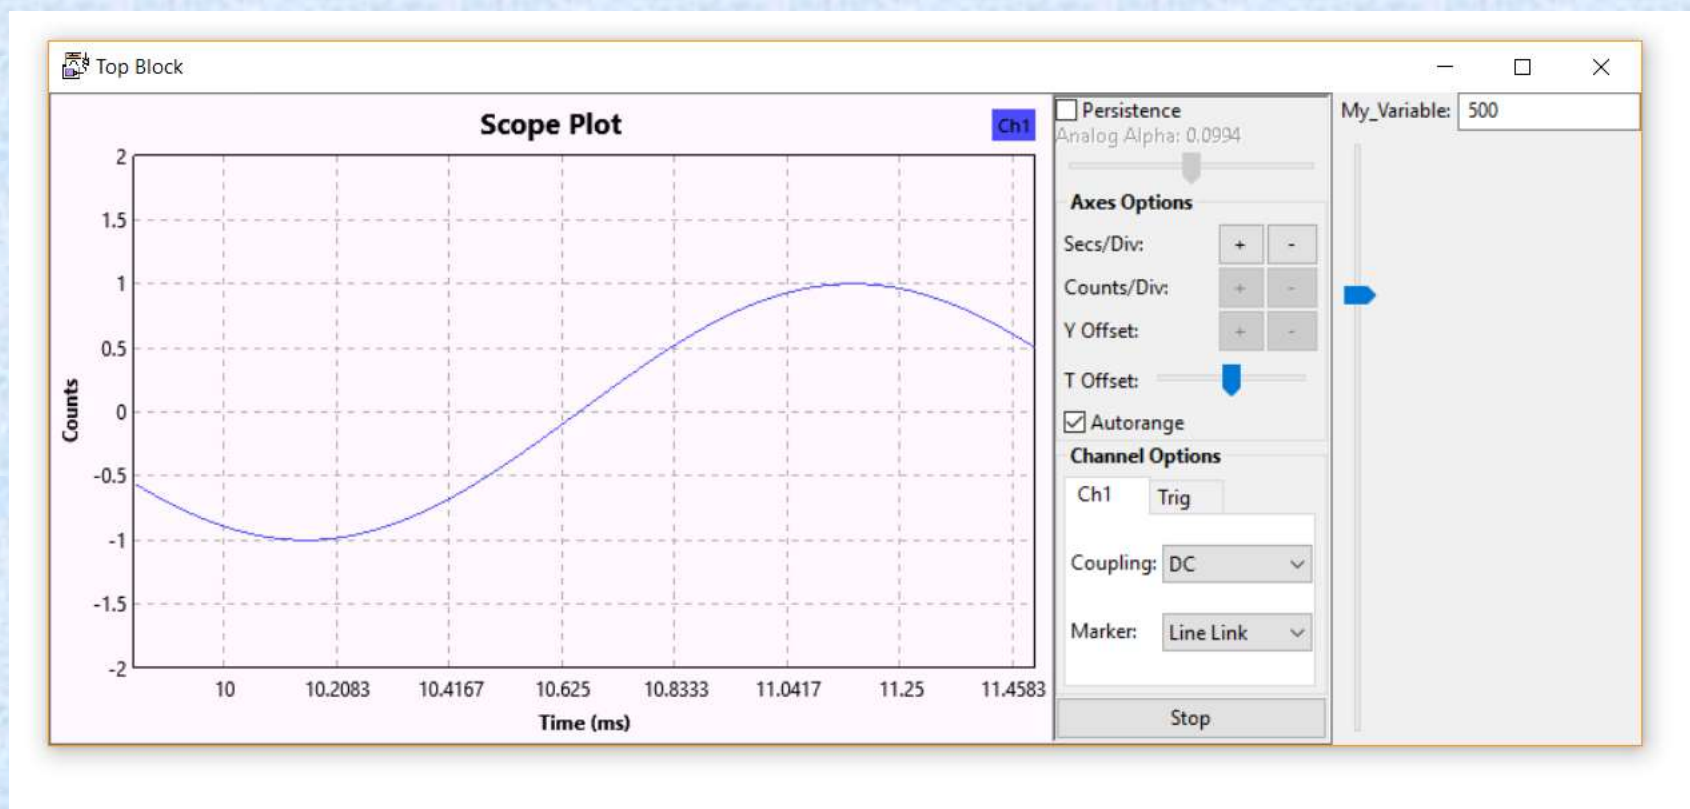 Top Block
Scope Plot
Ch1
2
1.5
1
0.5
0
-0.5
-1
-1.5
-2
Counts
10 10.2083 10.4167 10.625 10.8333 11.0417 11.25 11.4583
Time (ms)
Persistence
Analog Alpha: 0.0994
Axes Options
Secs/Div: + -
Counts/Div: + -
Y Offset: + -
T Offset:
Autorange
Channel Options
Ch1 Trig
Coupling: DC
Marker: Line Link
Stop
My_Variable: 500